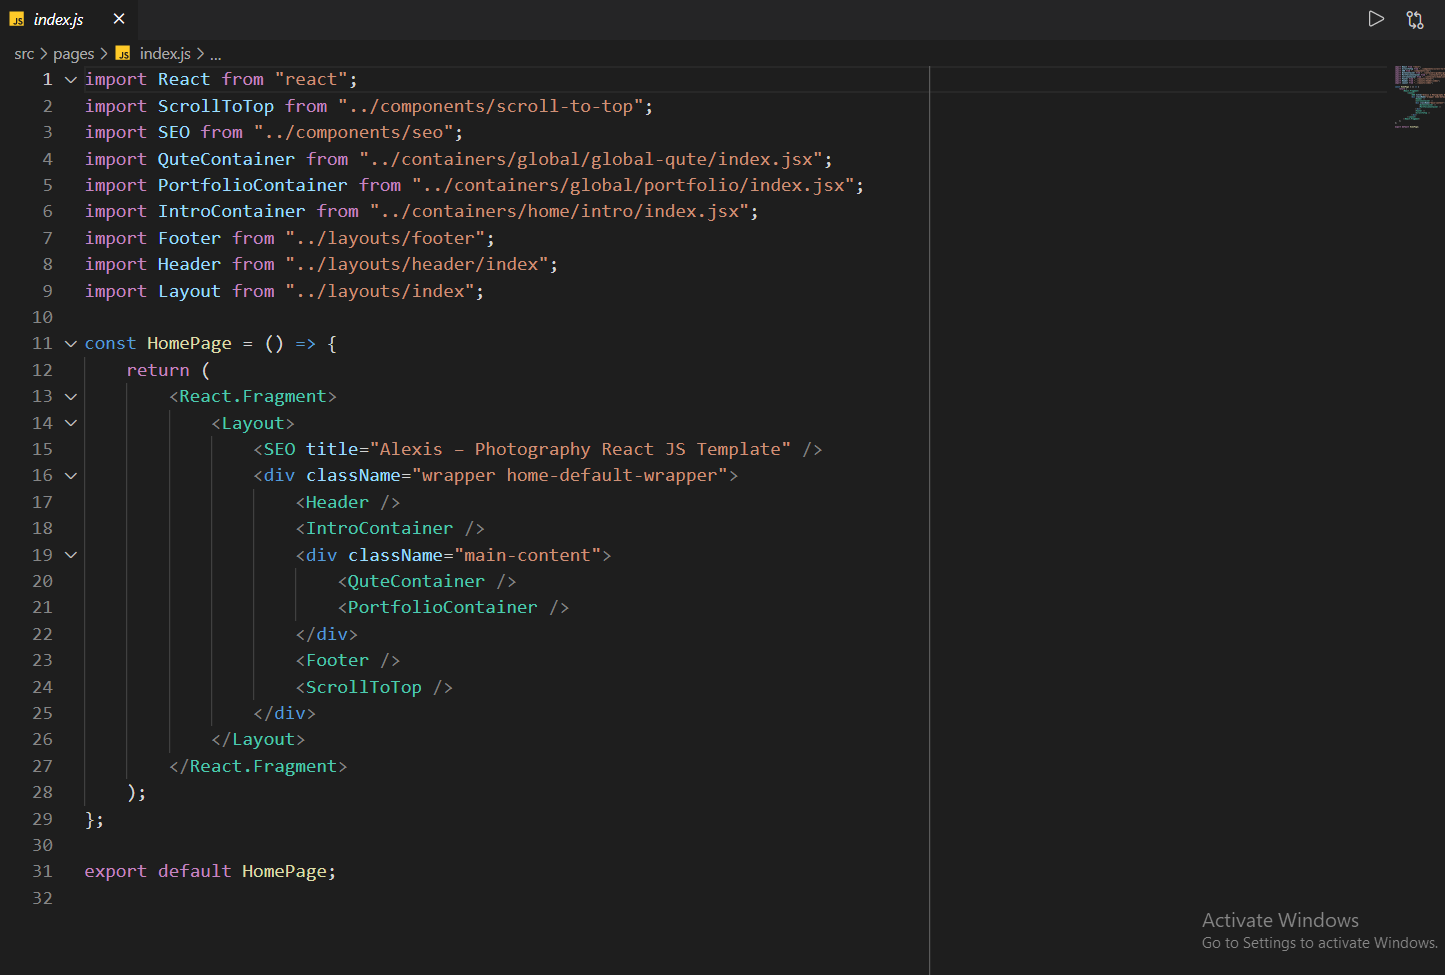 JS index.js ×
src > pages > JS index.js > ...
1 import React from "react";
2 import ScrollToTop from "../components/scroll-to-top";
3 import SEO from "../components/seo";
4 import QuteContainer from "../containers/global/global-qute/index.jsx";
5 import PortfolioContainer from "../containers/global/portfolio/index.jsx";
6 import IntroContainer from "../containers/home/intro/index.jsx";
7 import Footer from "../layouts/footer";
8 import Header from "../layouts/header/index";
9 import Layout from "../layouts/index";
10
11 const HomePage = () => {
12     return (
13         <React.Fragment>
14             <Layout>
15                 <SEO title="Alexis – Photography React JS Template" />
16                 <div className="wrapper home-default-wrapper">
17                     <Header />
18                     <IntroContainer />
19                     <div className="main-content">
20                         <QuteContainer />
21                         <PortfolioContainer />
22                     </div>
23                     <Footer />
24                     <ScrollToTop />
25                 </div>
26             </Layout>
27         </React.Fragment>
28     );
29 };
30
31 export default HomePage;
32
Activate Windows
Go to Settings to activate Windows.